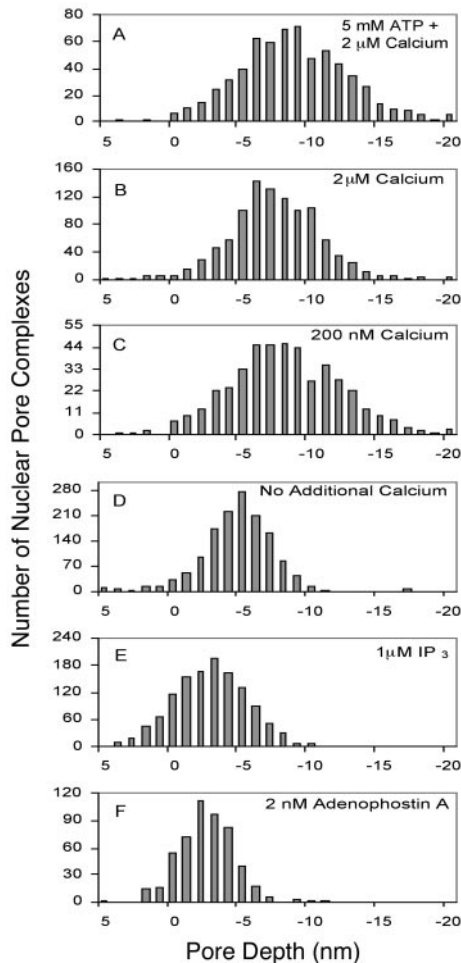 Number of Nuclear Pore Complexes
A
5 mM ATP +
2 μM Calcium
80
60
40
20
0
5 0 -5 -10 -15 -20
B
2μM Calcium
160
120
80
40
0
5 0 -5 -10 -15 -20
C
200 nM Calcium
55
44
33
22
11
0
5 0 -5 -10 -15 -20
D
No Additional Calcium
280
210
140
70
0
5 0 -5 -10 -15 -20
E
1μM IP 3
240
180
120
60
0
5 0 -5 -10 -15 -20
F
2 nM Adenophostin A
120
90
60
30
0
5 0 -5 -10 -15 -20
Pore Depth (nm)